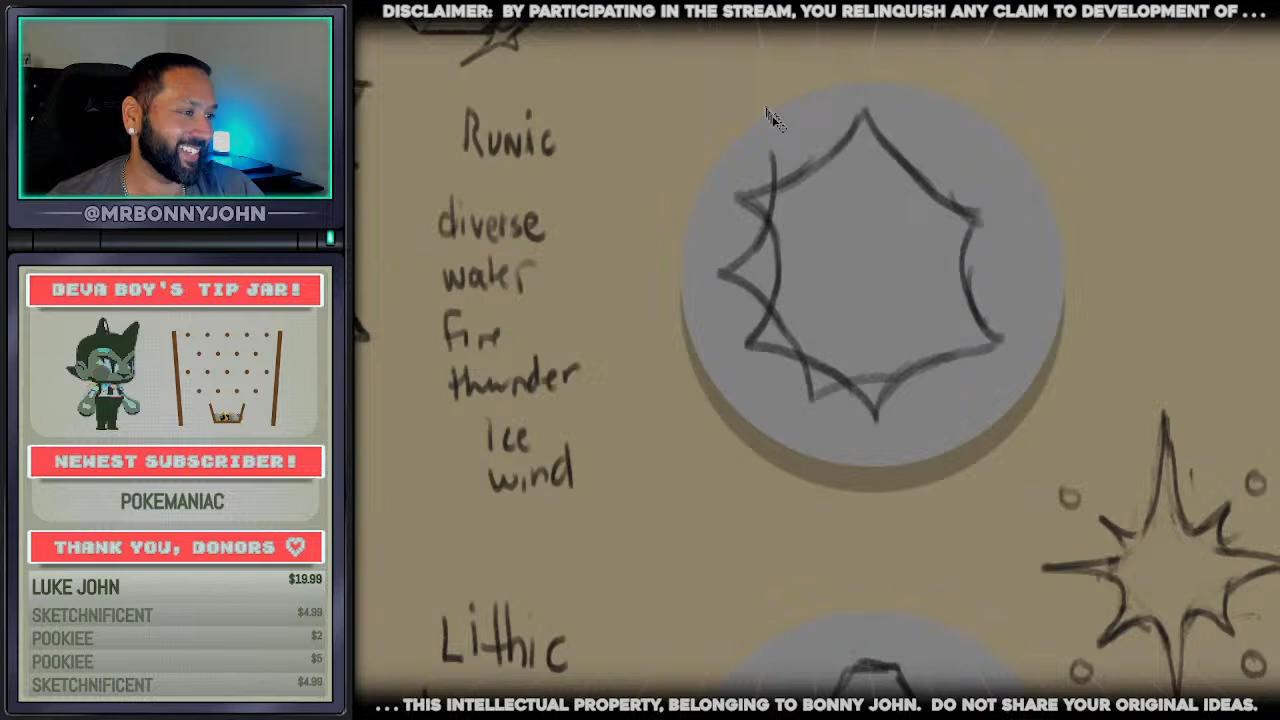 DISCLAIMER: BY PARTICIPATING IN THE STREAM, YOU RELINQUISH ANY CLAIM TO DEVELOPMENT OF . . .
@MRBONNYJOHN
DEVA BOY'S TIP JAR!
NEWEST SUBSCRIBER!
POKEMANIAC
THANK YOU, DONORS
LUKE JOHN $19.99
SKETCHNIFICENT $4.99
POOKIEE $2
POOKIEE $5
SKETCHNIFICENT $4.99
Runic
diverse
water
fire
thunder
Ice
wind
Lithic
. . . THIS INTELLECTUAL PROPERTY, BELONGING TO BONNY JOHN. DO NOT SHARE YOUR ORIGINAL IDEAS.